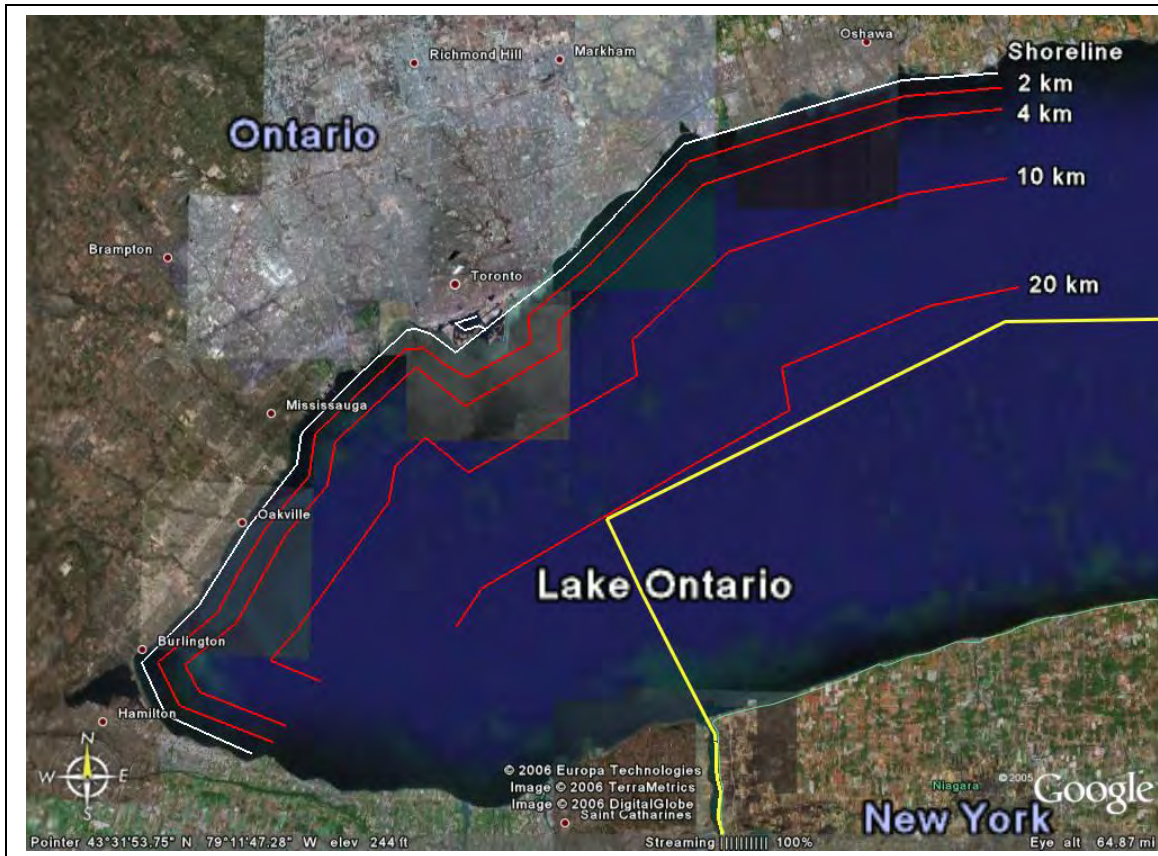 Oshawa
Richmond Hill
Markham
Shoreline
2 km
4 km
Ontario
10 km
Brampton
Toronto
20 km
Mississauga
Oakville
Lake Ontario
Burlington
Hamilton
N
W E
S
© 2006 Europa Technologies
Image © 2006 TerraMetrics
Image © 2006 DigitalGlobe
Saint Catharines
Niagara
©2005 Google
New York
Pointer 43°31'53.75" N 79°11'47.28" W elev 244 ft Streaming |||||||||| 100% Eye alt 64.87 mi